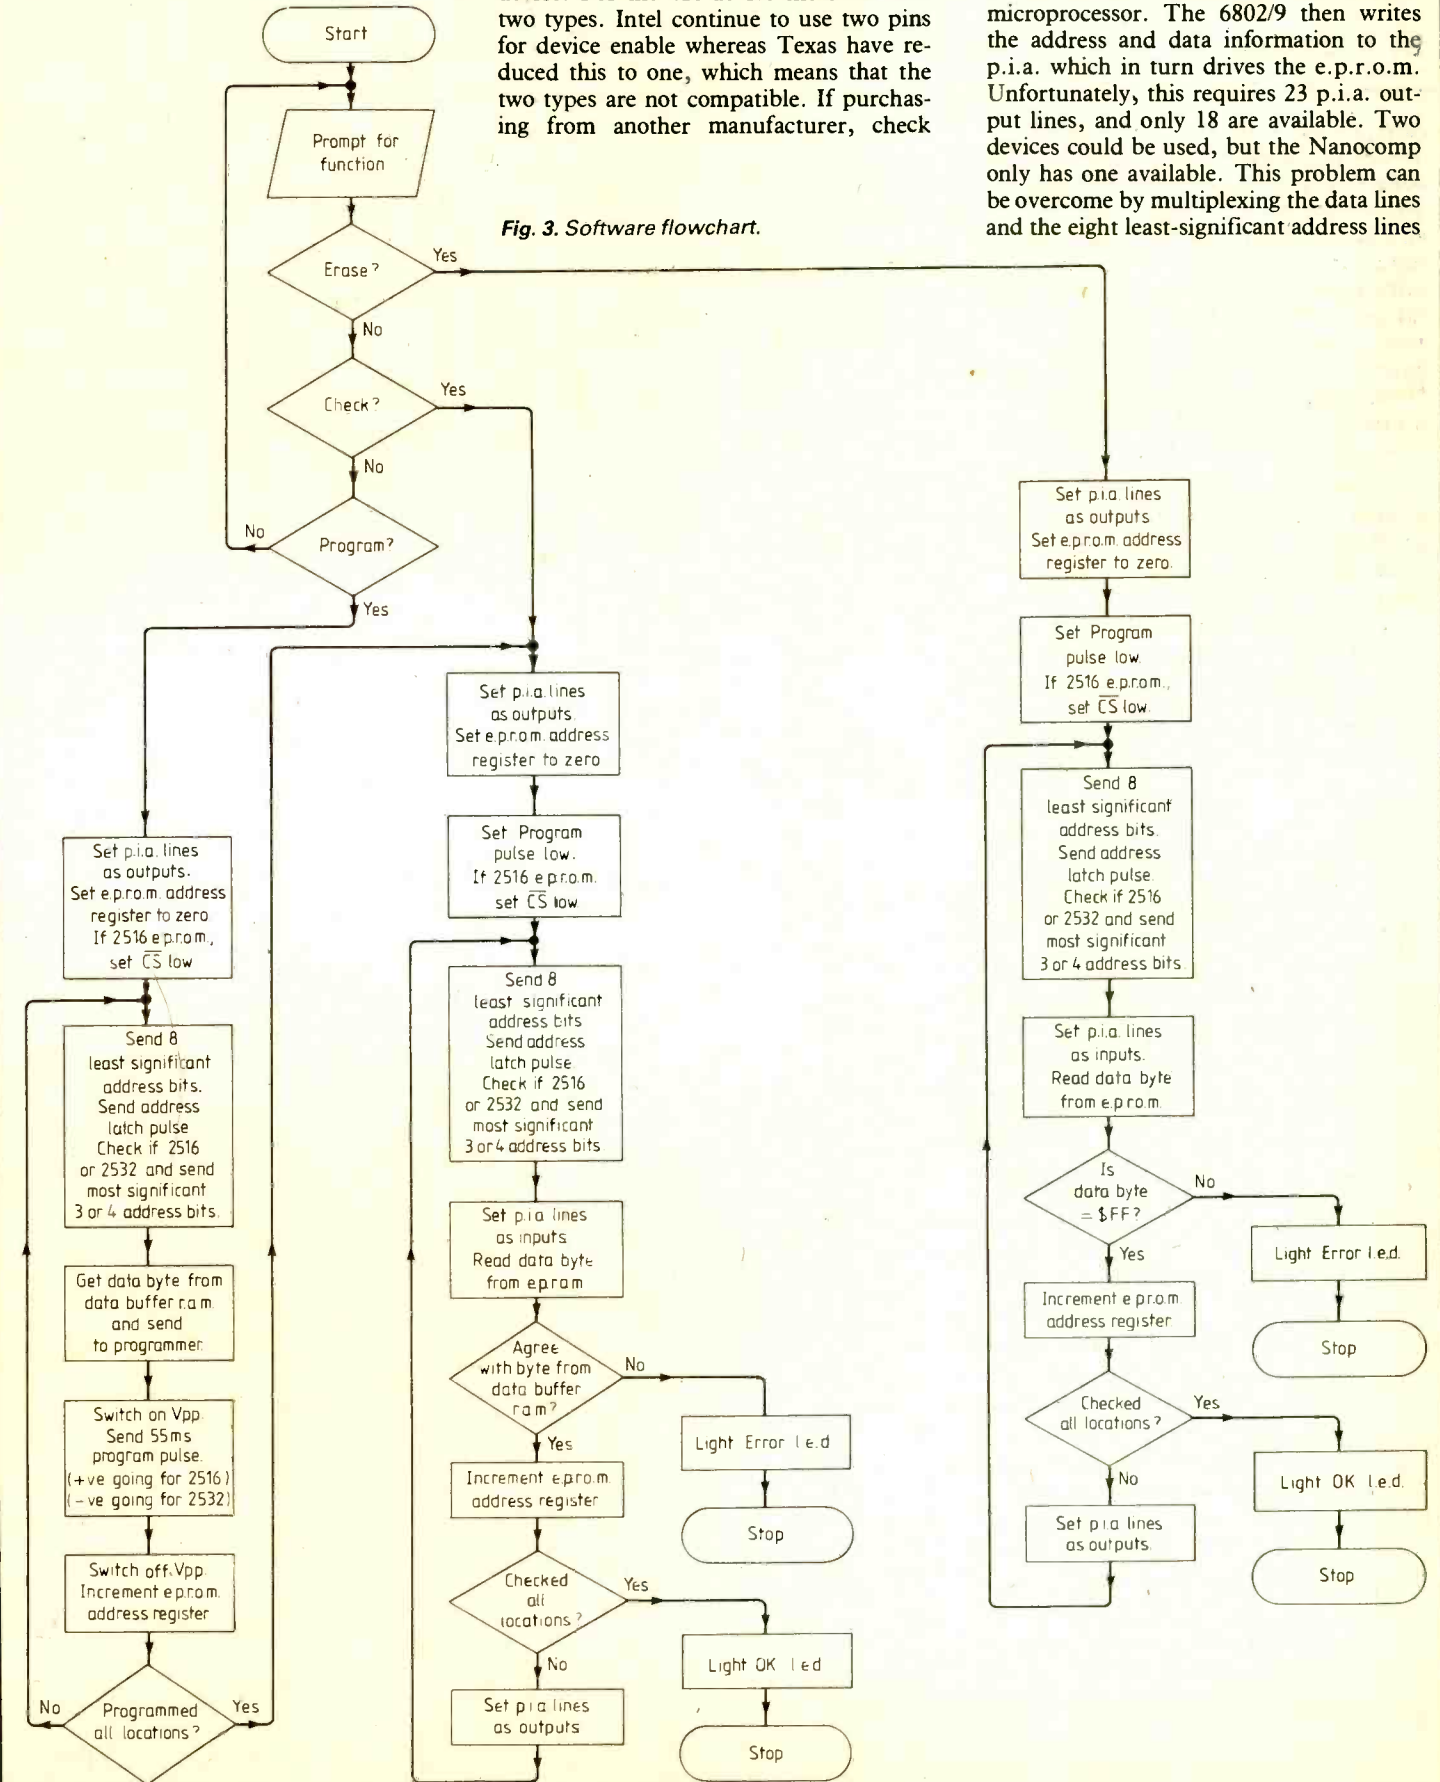 two types. Intel continue to use two pins
for device enable whereas Texas have re-
duced this to one, which means that the
two types are not compatible. If purchas-
ing from another manufacturer, check
microprocessor. The 6802/9 then writes
the address and data information to the
p.i.a. which in turn drives the e.p.r.o.m.
Unfortunately, this requires 23 p.i.a. out-
put lines, and only 18 are available. Two
devices could be used, but the Nanocomp
only has one available. This problem can
be overcome by multiplexing the data lines
and the eight least-significant address lines
Fig. 3. Software flowchart.
Start
Prompt for
function
Erase?
Yes
No
Check?
Yes
No
Program?
No
Yes
Set p.i.a. lines
as outputs.
Set e.p.r.o.m. address
register to zero
If 2516 e.p.r.o.m.,
set CS low
Send 8
least significant
address bits.
Send address
latch pulse
Check if 2516
or 2532 and send
most significant
3 or 4 address bits.
Get data byte from
data buffer r.a.m.
and send
to programmer.
Switch on Vpp.
Send 55ms
program pulse.
(+ve going for 2516)
(-ve going for 2532)
Switch off Vpp.
Increment e.p.r.o.m.
address register
Programmed
all locations?
No
Yes
Set p.i.a. lines
as outputs.
Set e.p.r.o.m. address
register to zero
Set Program
pulse low.
If 2516 e.p.r.o.m.
set CS low
Send 8
least significant
address bits
Send address
latch pulse.
Check if 2516
or 2532 and send
most significant
3 or 4 address bits
Set p.i.a lines
as inputs
Read data byte
from e.p.r.o.m
Agree
with byte from
data buffer
r.a.m?
No
Yes
Light Error l.e.d
Stop
Increment e.p.r.o.m.
address register
Checked
all
locations?
Yes
No
Light OK l e d
Stop
Set p i a lines
as outputs
Set p.i.a. lines
as outputs
Set e.p.r.o.m. address
register to zero.
Set Program
pulse low.
If 2516 e.p.r.o.m.,
set CS low.
Send 8
least significant
address bits.
Send address
latch pulse.
Check if 2516
or 2532 and send
most significant
3 or 4 address bits.
Set p.i.a. lines
as inputs.
Read data byte
from e.p.r.o.m.
Is
data byte
= $FF?
No
Yes
Light Error l.e.d.
Stop
Increment e.p.r.o.m.
address register
Checked
all locations?
Yes
No
Light OK l.e.d.
Stop
Set p.i.a lines
as outputs.